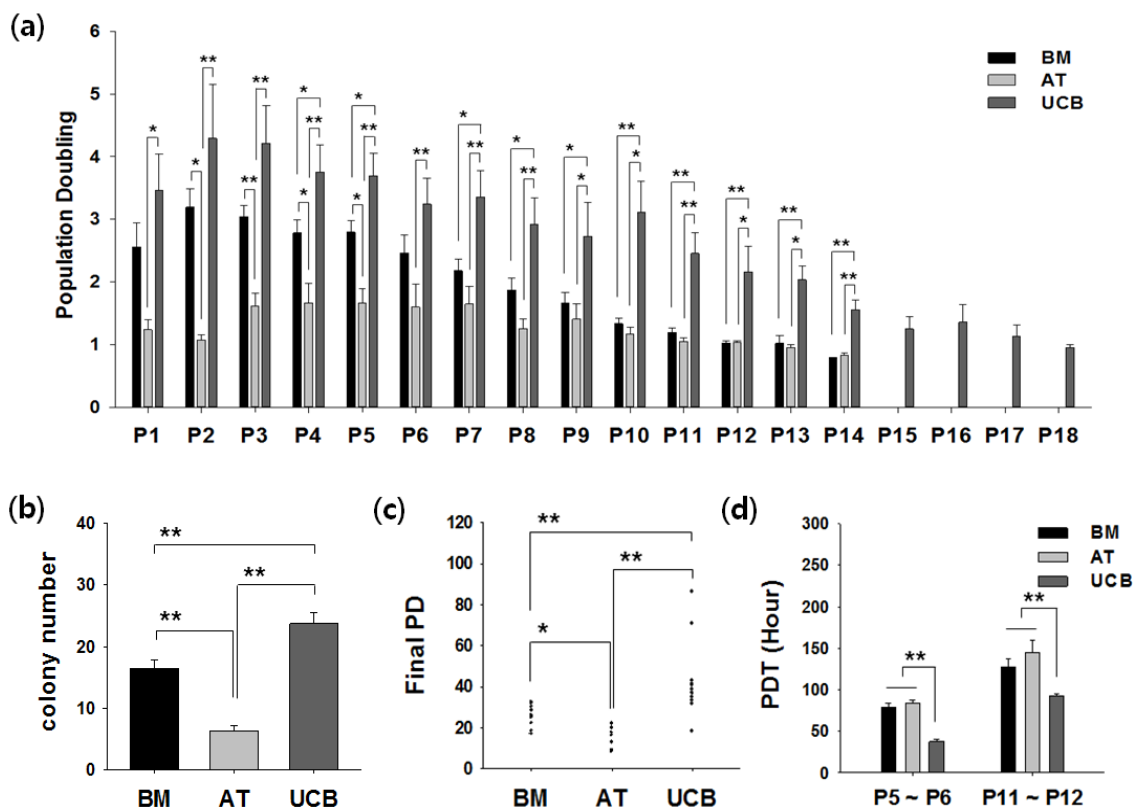 (a)
Population Doubling
6
5
4
3
2
1
0
BM
AT
UCB
* ** * ** ** * ** * ** * ** * * ** * ** * ** * ** * * * ** ** * ** ** ** * ** * ** **
P1 P2 P3 P4 P5 P6 P7 P8 P9 P10 P11 P12 P13 P14 P15 P16 P17 P18
(b)
colony number
40
30
20
10
0
**
**
**
BM AT UCB
(c)
Final PD
120
100
80
60
40
20
0
**
**
*
BM AT UCB
(d)
PDT (Hour)
300
250
200
150
100
50
0
BM
AT
UCB
**
**
P5 ~ P6 P11 ~ P12